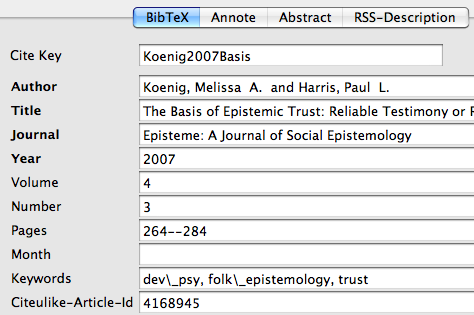 BibTeX Annote Abstract RSS-Description
Cite Key Koenig2007Basis
Author Koenig, Melissa A. and Harris, Paul L.
Title The Basis of Epistemic Trust: Reliable Testimony or
Journal Episteme: A Journal of Social Epistemology
Year 2007
Volume 4
Number 3
Pages 264--284
Month
Keywords dev\_psy, folk\_epistemology, trust
Citeulike-Article-Id 4168945